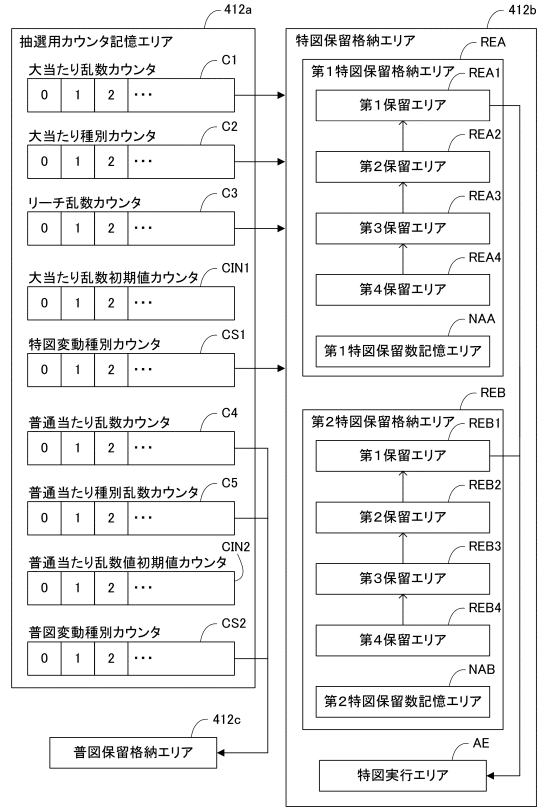 412a
抽選用カウンタ記憶エリア
大当たり乱数カウンタ
C1
0 1 2 ・・・
大当たり種別カウンタ
C2
0 1 2 ・・・
リーチ乱数カウンタ
C3
0 1 2 ・・・
大当たり乱数初期値カウンタ
CIN1
0 1 2 ・・・
特図変動種別カウンタ
CS1
0 1 2 ・・・
普通当たり乱数カウンタ
C4
0 1 2 ・・・
普通当たり種別乱数カウンタ
C5
0 1 2 ・・・
普通当たり乱数値初期値カウンタ
CIN2
0 1 2 ・・・
普図変動種別カウンタ
CS2
0 1 2 ・・・
412c
普図保留格納エリア
412b
特図保留格納エリア
REA
第1特図保留格納エリア
REA1
第1保留エリア
REA2
第2保留エリア
REA3
第3保留エリア
REA4
第4保留エリア
NAA
第1特図保留数記憶エリア
REB
第2特図保留格納エリア
REB1
第1保留エリア
REB2
第2保留エリア
REB3
第3保留エリア
REB4
第4保留エリア
NAB
第2特図保留数記憶エリア
AE
特図実行エリア